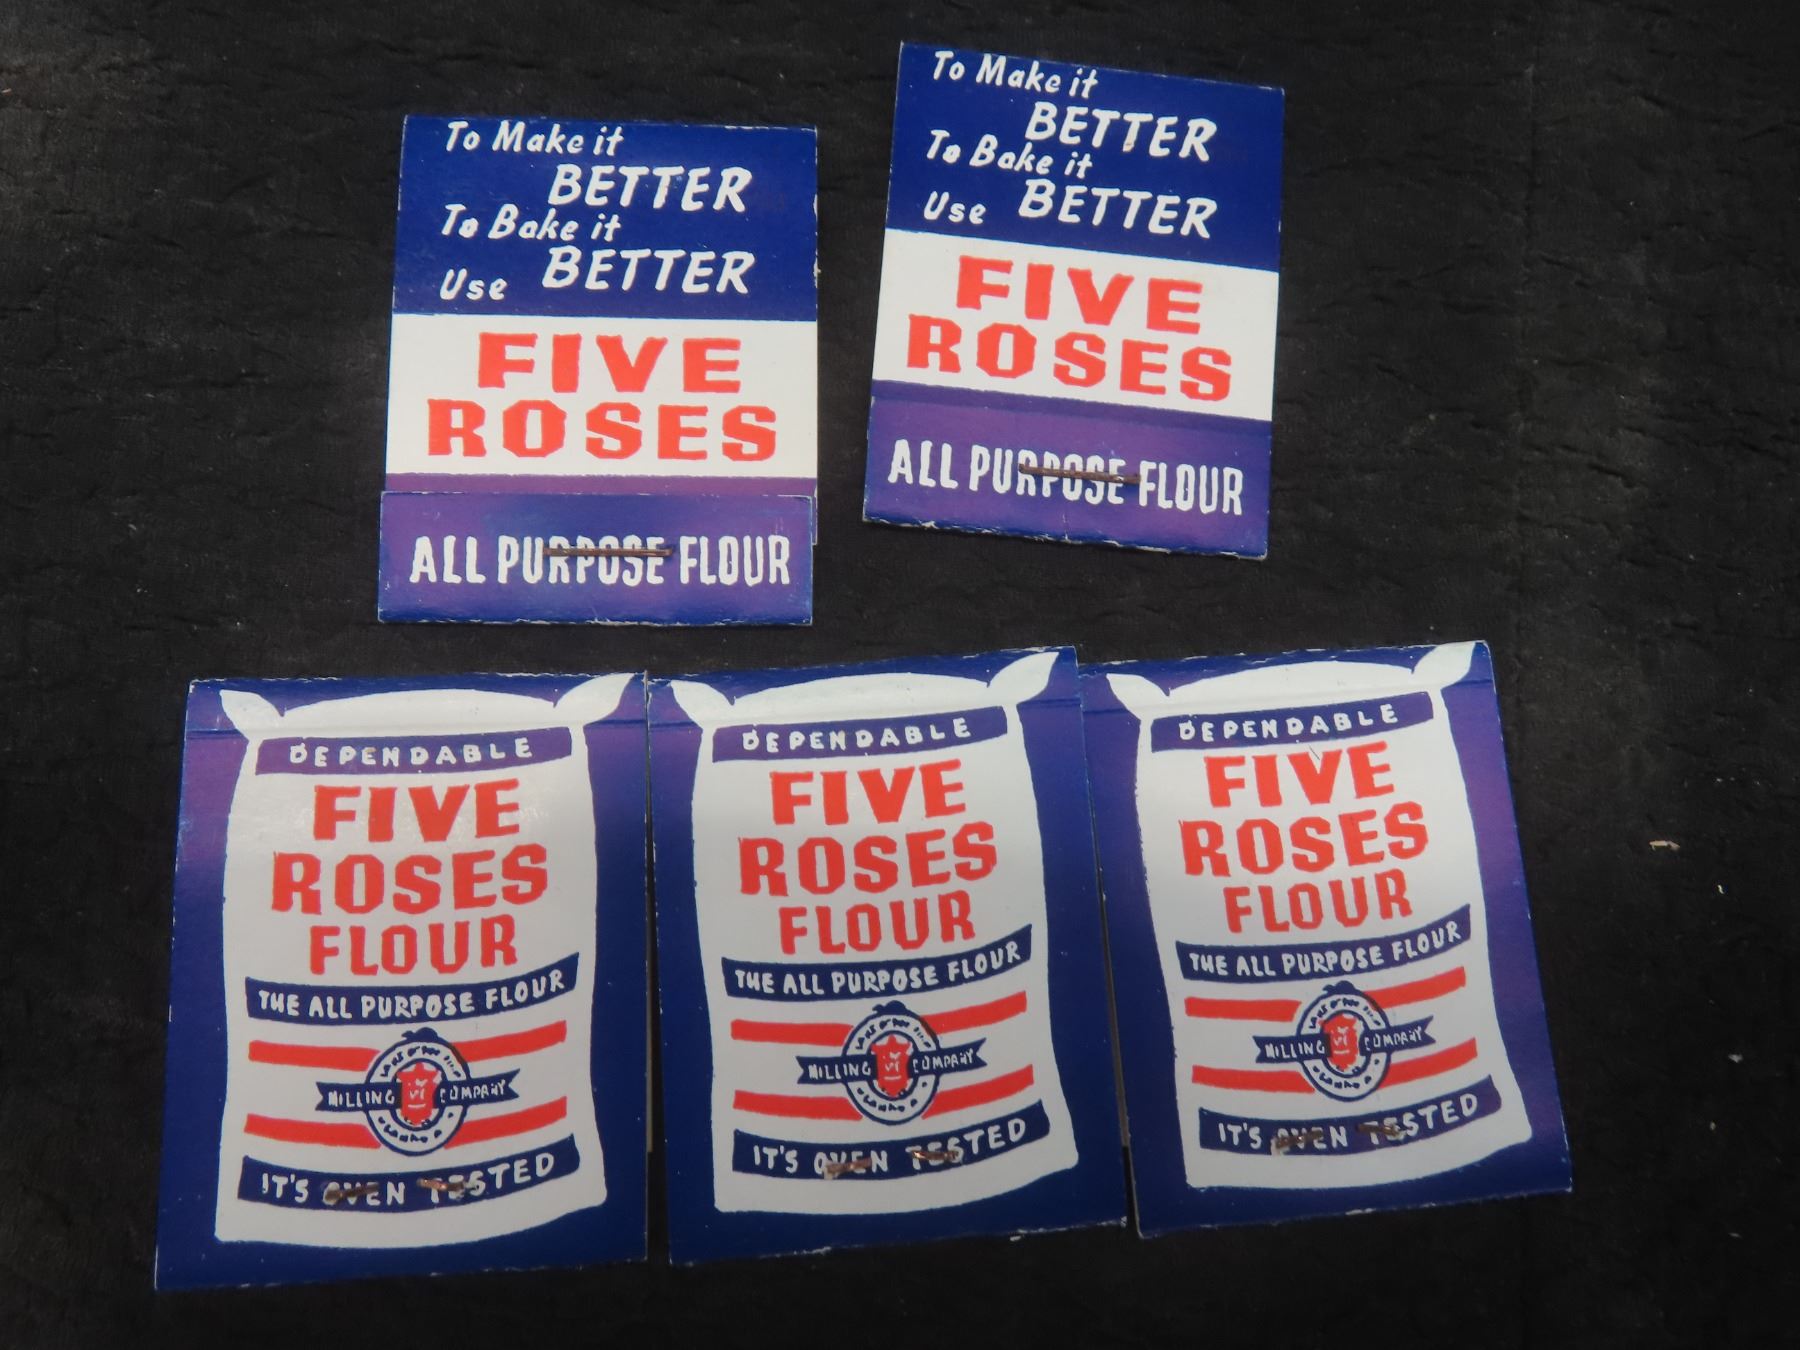 To Make it
BETTER
To Bake it
Use BETTER
FIVE
ROSES
ALL PURPOSE FLOUR
To Make it
BETTER
To Bake it
Use BETTER
FIVE
ROSES
ALL PURPOSE FLOUR
DEPENDABLE
FIVE
ROSES
FLOUR
THE ALL PURPOSE FLOUR
MILLING COMPANY
IT'S OVEN TESTED
DEPENDABLE
FIVE
ROSES
FLOUR
THE ALL PURPOSE FLOUR
MILLING COMPANY
IT'S OVEN TESTED
DEPENDABLE
FIVE
ROSES
FLOUR
THE ALL PURPOSE FLOUR
MILLING COMPANY
IT'S OVEN TESTED